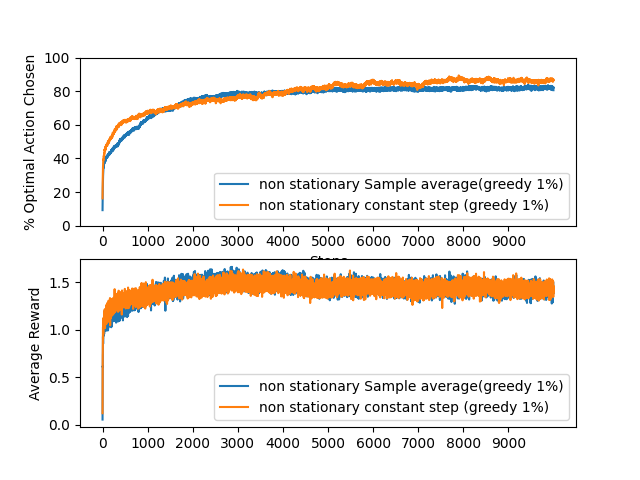 % Optimal Action Chosen
100
80
60
40
20
0
non stationary Sample average(greedy 1%)
non stationary constant step (greedy 1%)
0 1000 2000 3000 4000 5000 6000 7000 8000 9000
Steps
Average Reward
1.5
1.0
0.5
0.0
non stationary Sample average(greedy 1%)
non stationary constant step (greedy 1%)
0 1000 2000 3000 4000 5000 6000 7000 8000 9000